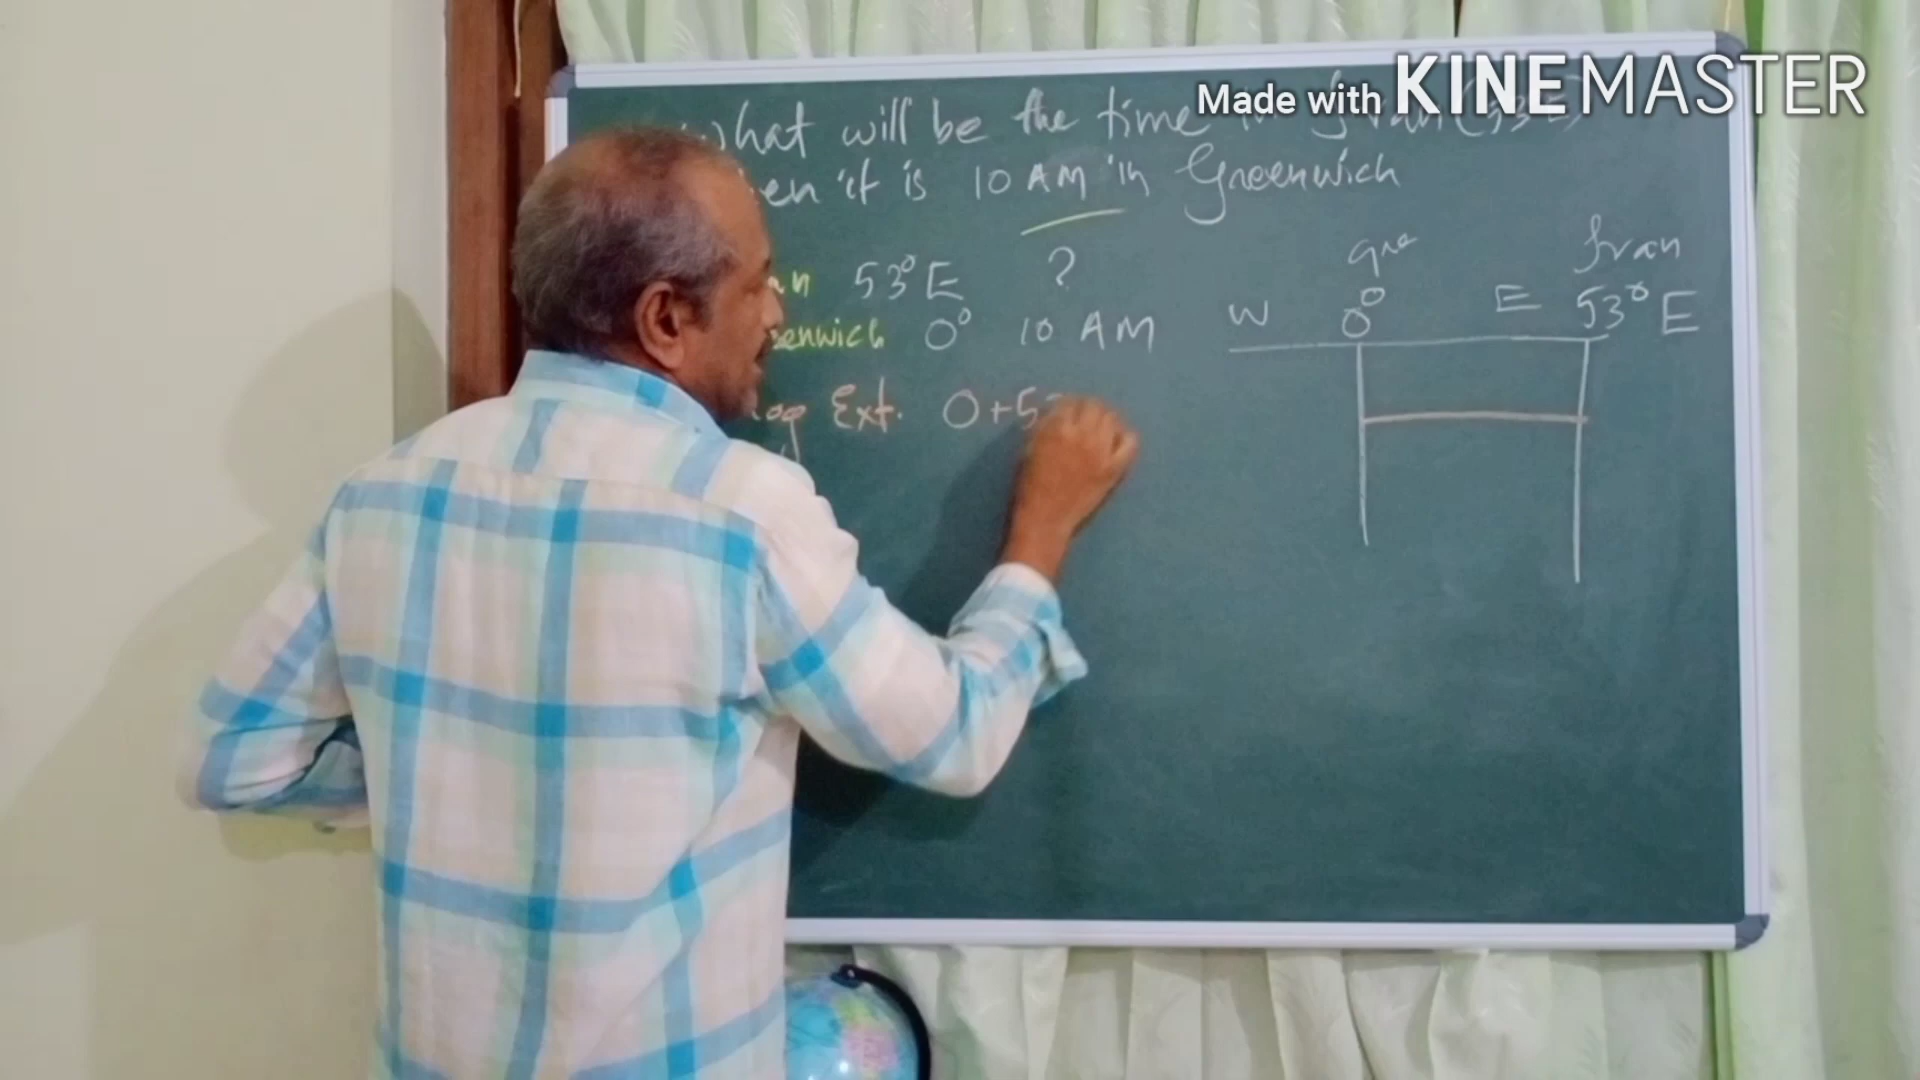 Made with KINEMASTER
What will be the time in Iran (53°E)
when it is 10 AM in Greenwich
53°E ?
Greenwich 0° 10 AM
Ext. 0+53
gre Iran
W 0° E 53° E